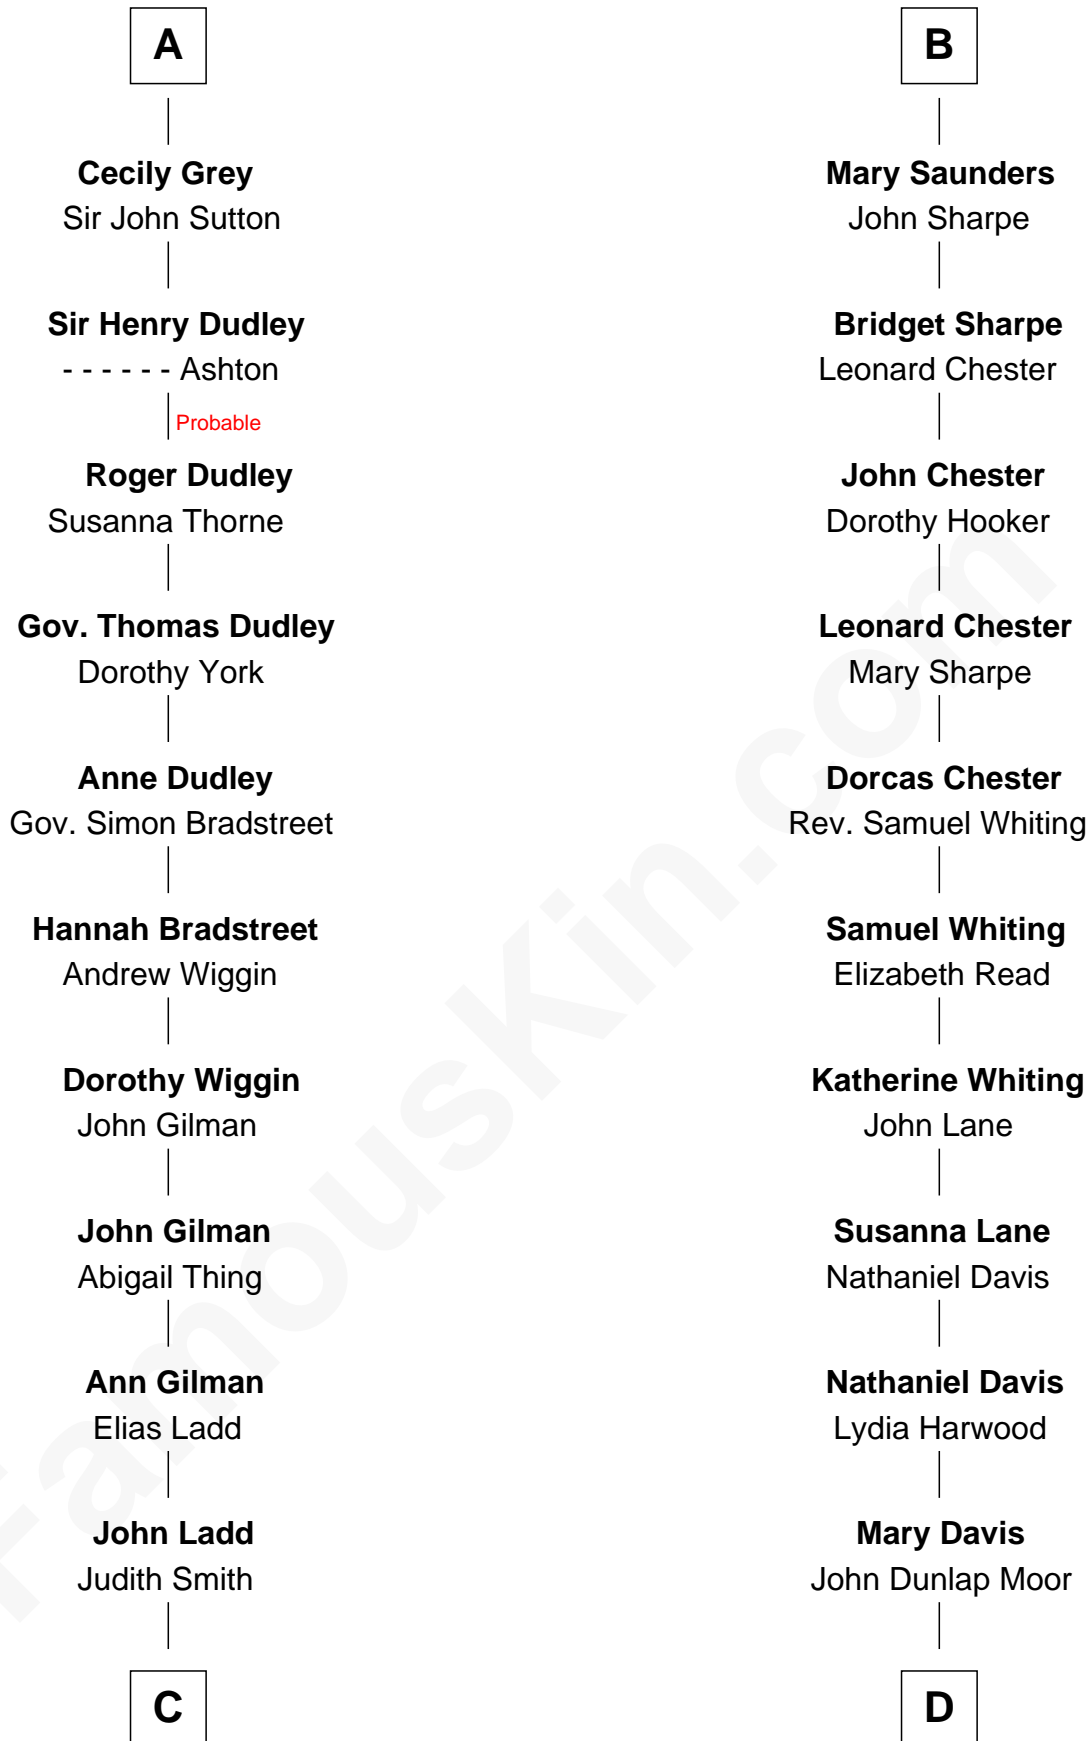 A
Cecily Grey
Sir John Sutton
Sir Henry Dudley
- - - - - - Ashton
Probable
Roger Dudley
Susanna Thorne
Gov. Thomas Dudley
Dorothy York
Anne Dudley
Gov. Simon Bradstreet
Hannah Bradstreet
Andrew Wiggin
Dorothy Wiggin
John Gilman
John Gilman
Abigail Thing
Ann Gilman
Elias Ladd
John Ladd
Judith Smith
C
B
Mary Saunders
John Sharpe
Bridget Sharpe
Leonard Chester
John Chester
Dorothy Hooker
Leonard Chester
Mary Sharpe
Dorcas Chester
Rev. Samuel Whiting
Samuel Whiting
Elizabeth Read
Katherine Whiting
John Lane
Susanna Lane
Nathaniel Davis
Nathaniel Davis
Lydia Harwood
Mary Davis
John Dunlap Moor
D
FamousKin.com